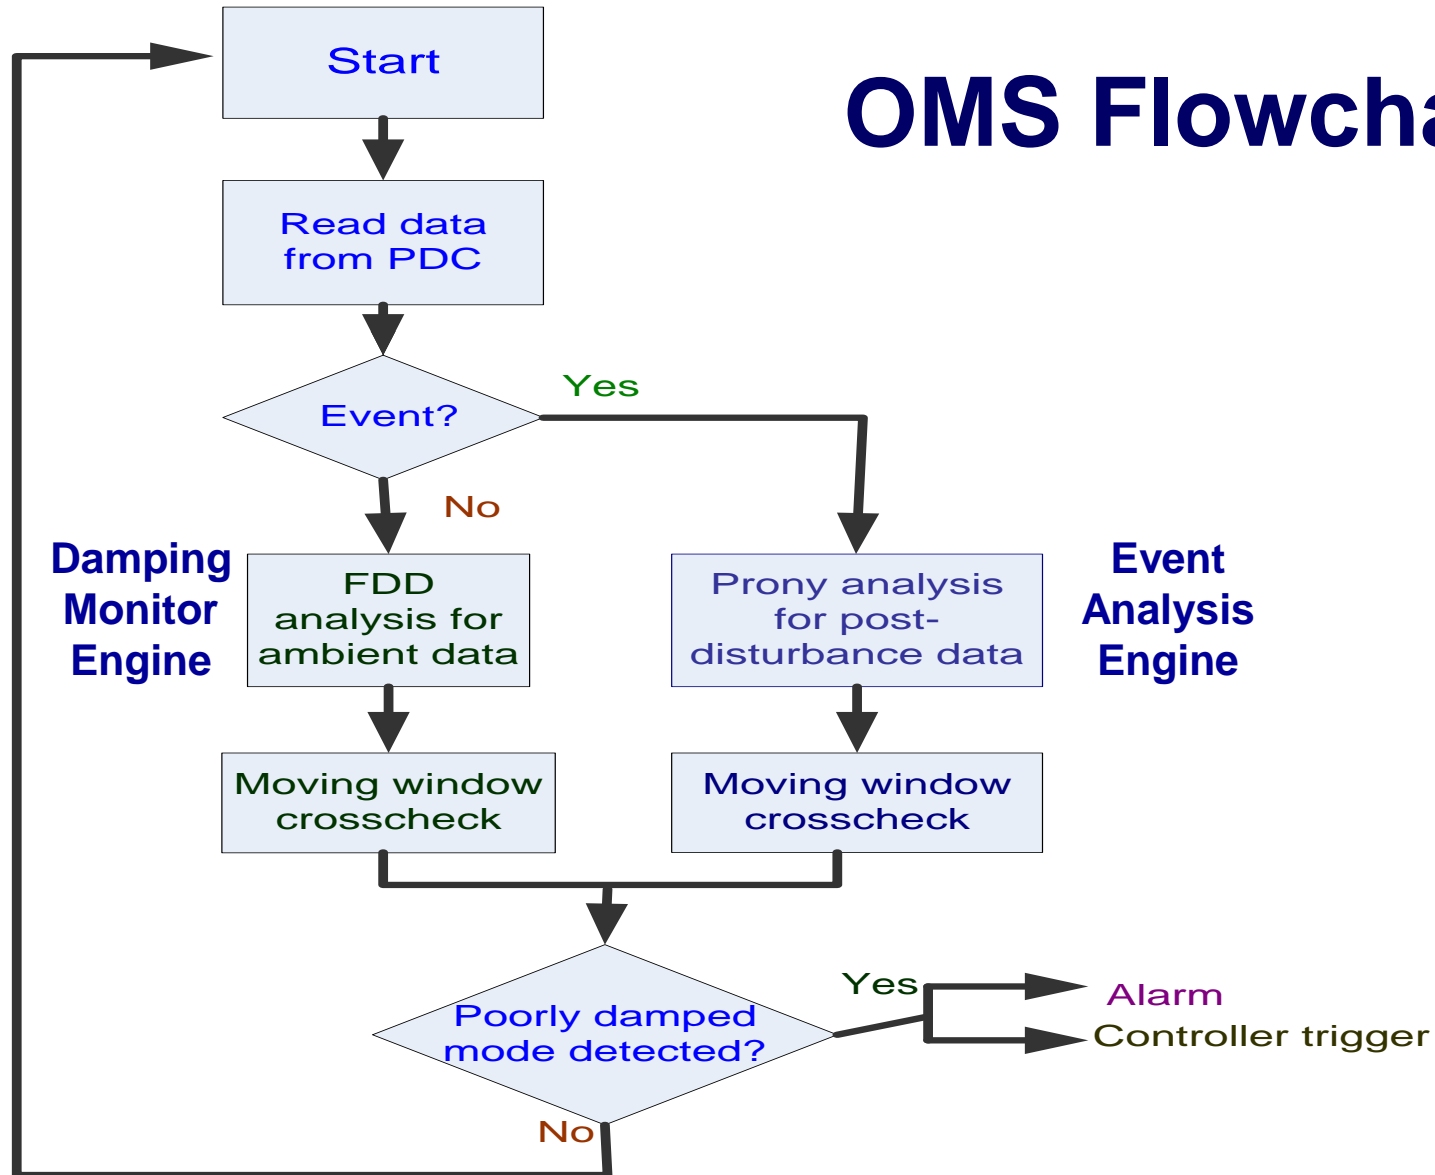 OMS Flowcha
Start
Read data
from PDC
Event?
Yes
No
Damping
Monitor
Engine
FDD
analysis for
ambient data
Prony analysis
for post-
disturbance data
Event
Analysis
Engine
Moving window
crosscheck
Moving window
crosscheck
Poorly damped
mode detected?
Yes
Alarm
Controller trigger
No